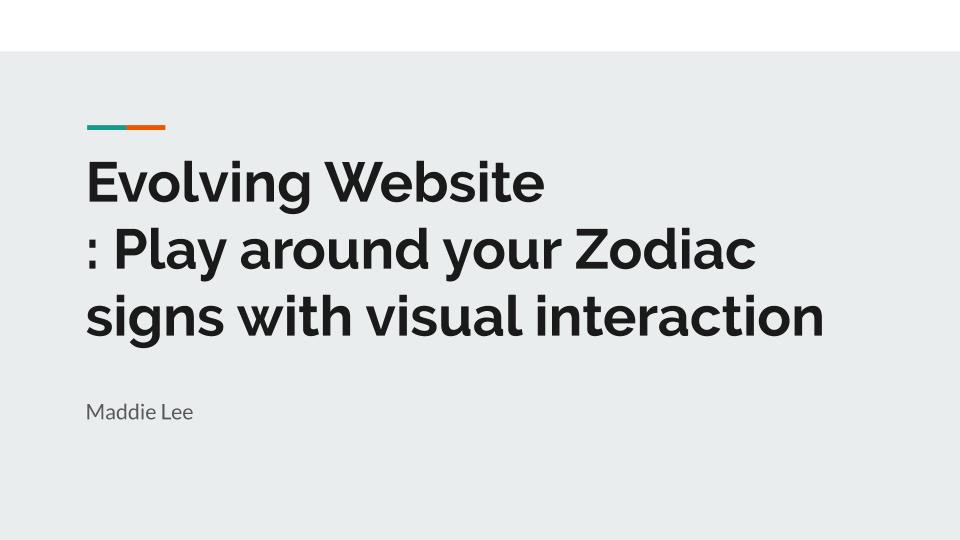 Evolving Website
: Play around your Zodiac
signs with visual interaction
Maddie Lee